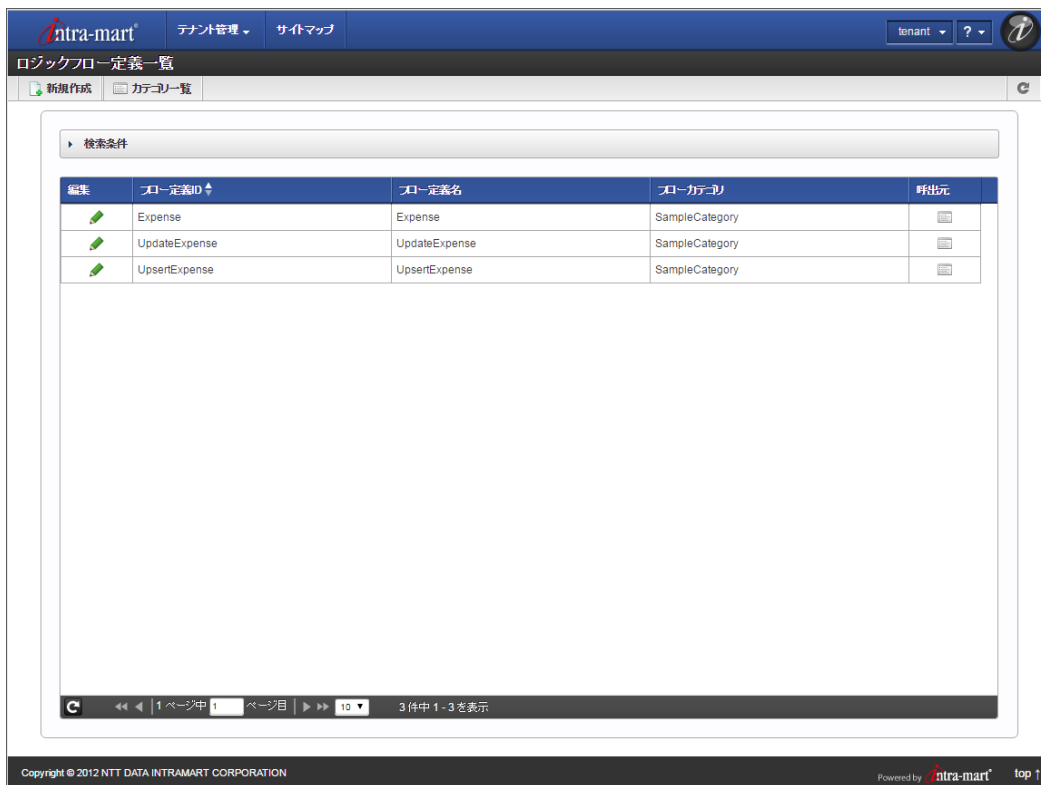 intra-mart® テナント管理 サイトマップ tenant ?
ロジックフロー定義一覧
新規作成 カテゴリ一覧
検索条件
編集 フロー定義ID フロー定義名 フローカテゴリ 呼出元
Expense Expense SampleCategory
UpdateExpense UpdateExpense SampleCategory
UpsertExpense UpsertExpense SampleCategory
1 ページ中 1 ページ目 10 3 件中 1 - 3 を表示
Copyright © 2012 NTT DATA INTRAMART CORPORATION Powered by intra-mart® top ↑